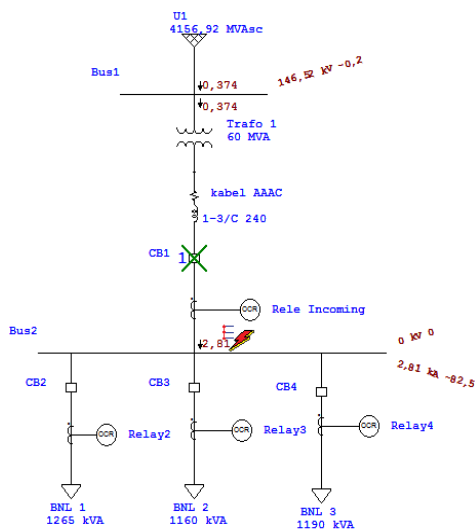 U1
4156,92 MVAsc
Bus1
0,374
146,52 kV -0,2
0,374
Trafo 1
60 MVA
kabel AAAC
1-3/C 240
CB1
1
OCR
Rele Incoming
Bus2
2,81
0 kV 0
2,81 kA -82,5
CB2
CB3
CB4
OCR
Relay2
OCR
Relay3
OCR
Relay4
BNL 1
1265 kVA
BNL 2
1160 kVA
BNL 3
1190 kVA